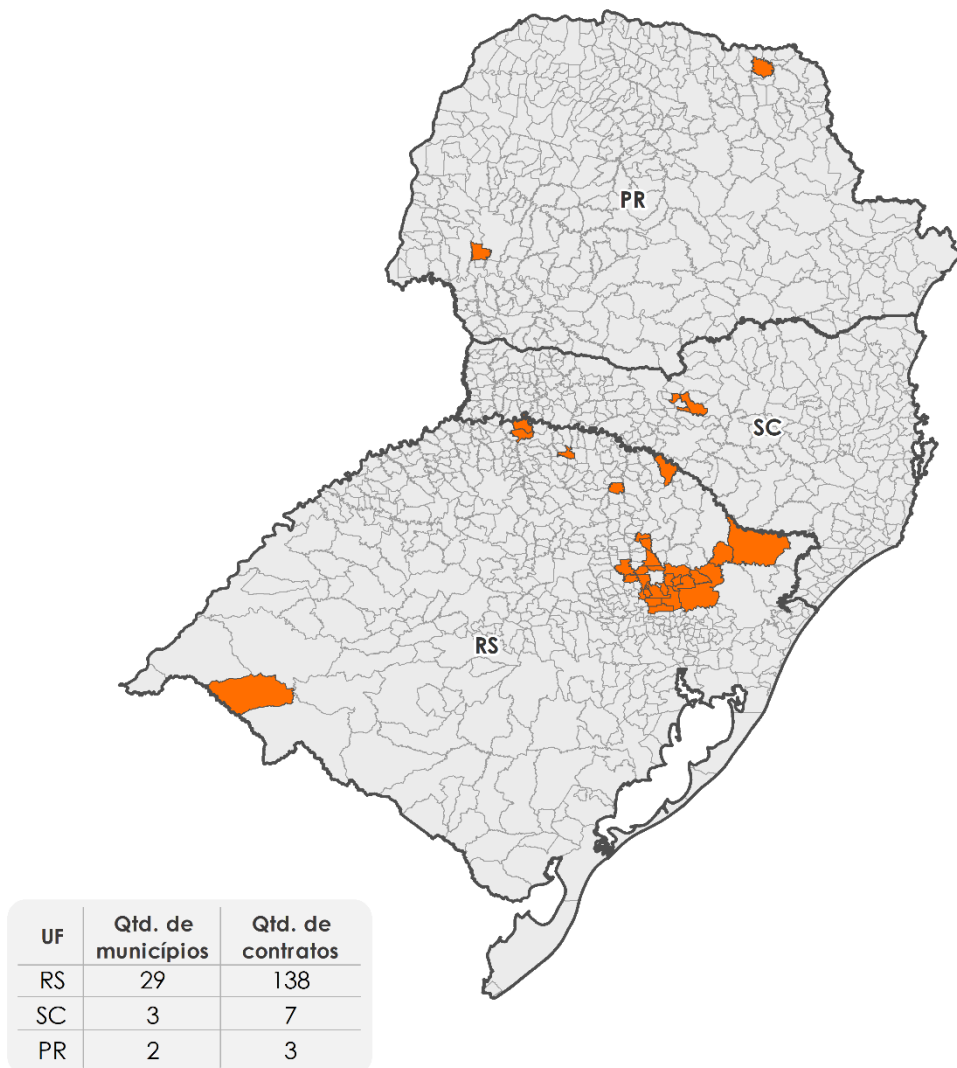 PR
SC
RS
UF Qtd. de municípios Qtd. de contratos
RS 29 138
SC 3 7
PR 2 3